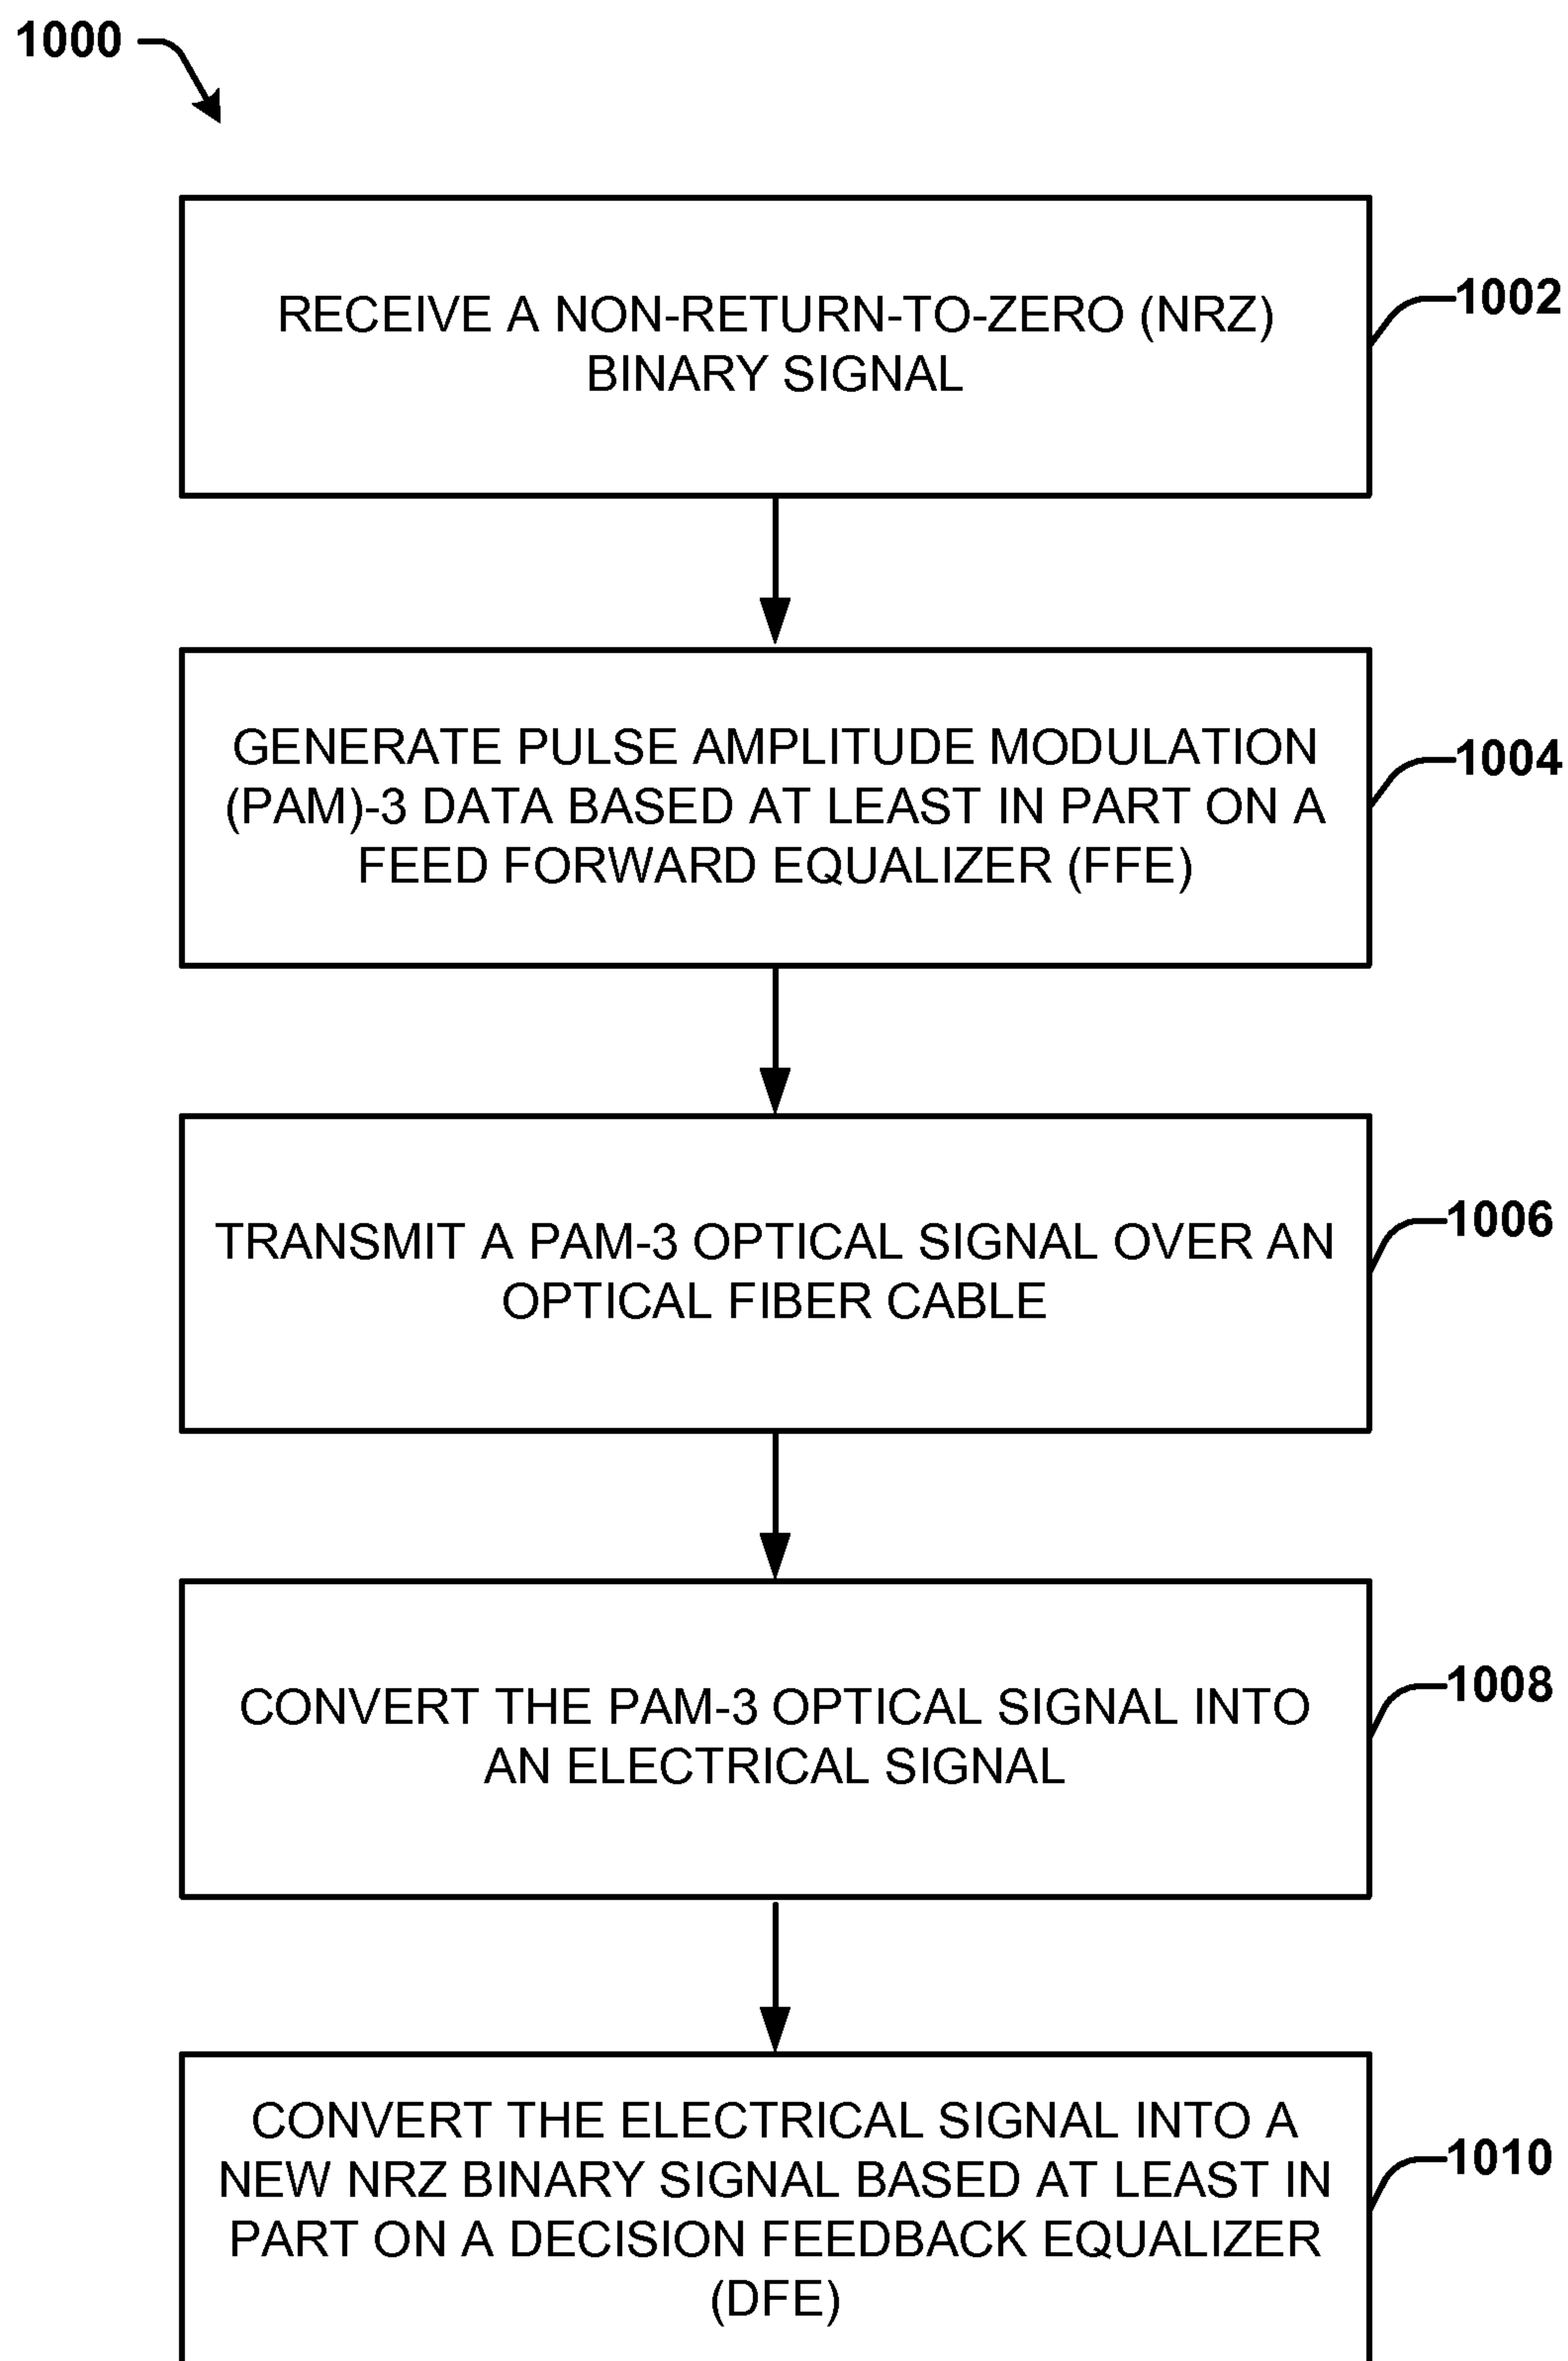 1000
RECEIVE A NON-RETURN-TO-ZERO (NRZ)
BINARY SIGNAL
1002
GENERATE PULSE AMPLITUDE MODULATION
(PAM)-3 DATA BASED AT LEAST IN PART ON A
FEED FORWARD EQUALIZER (FFE)
1004
TRANSMIT A PAM-3 OPTICAL SIGNAL OVER AN
OPTICAL FIBER CABLE
1006
CONVERT THE PAM-3 OPTICAL SIGNAL INTO
AN ELECTRICAL SIGNAL
1008
CONVERT THE ELECTRICAL SIGNAL INTO A
NEW NRZ BINARY SIGNAL BASED AT LEAST IN
PART ON A DECISION FEEDBACK EQUALIZER
(DFE)
1010